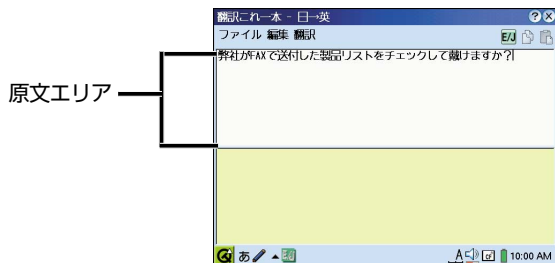 翻訳これ一本 - 日→英
ファイル 編集 翻訳
E/J
弊社がFAXで送付した製品リストをチェックして戴けますか?
原文エリア
あ
A
10:00 AM